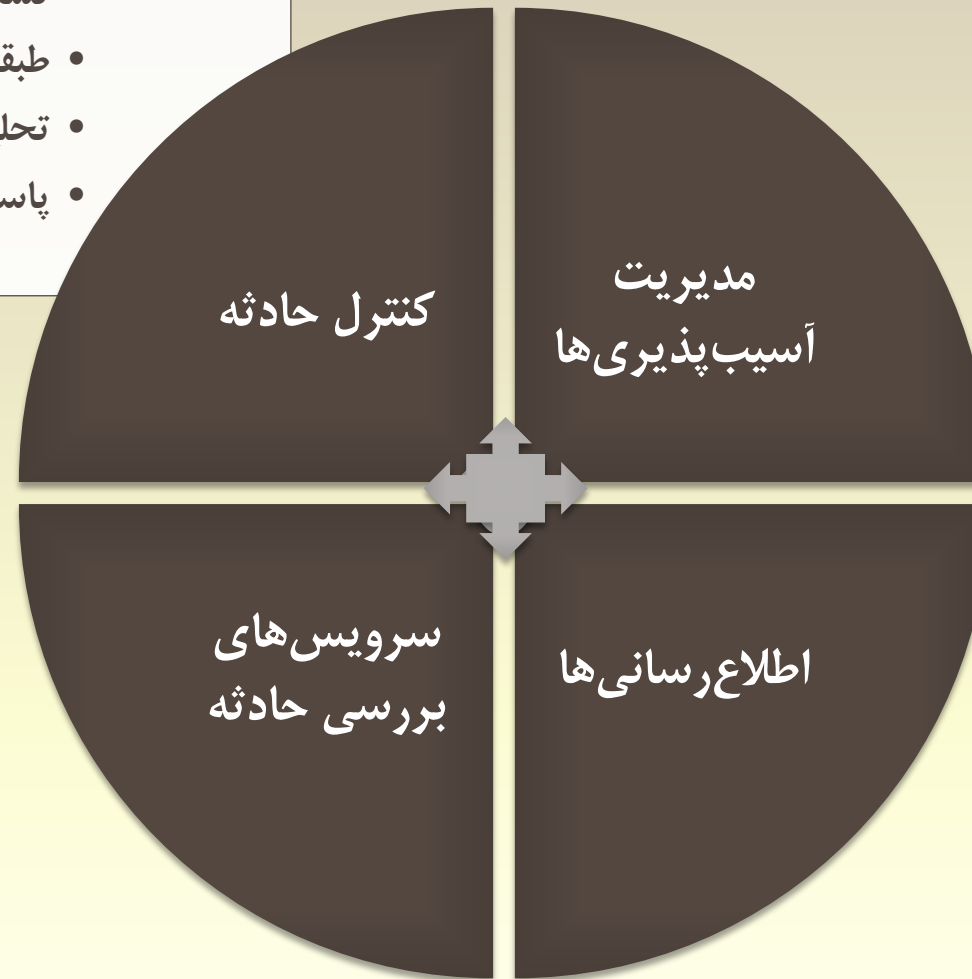 کنترل حادثه
مدیریت
آسیب‌پذیری‌ها
سرویس‌های
بررسی حادثه
اطلاع‌رسانی‌ها